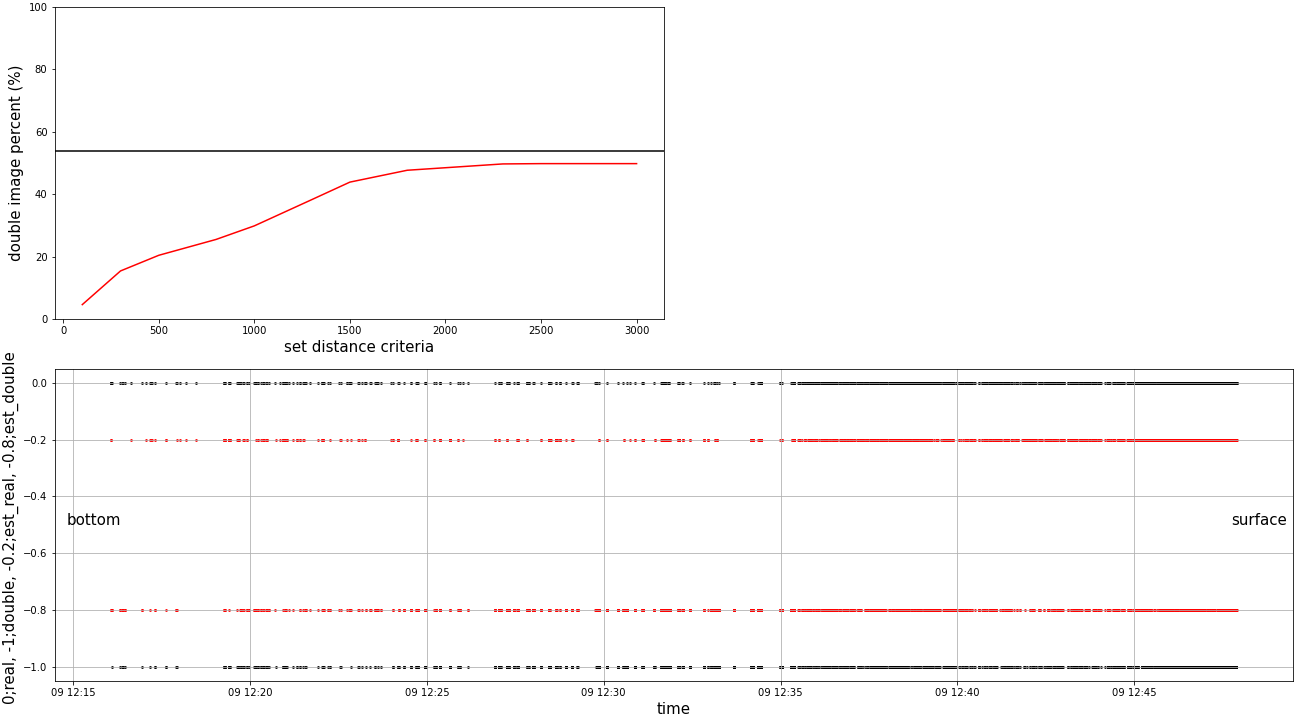 100
80
60
40
20
0
double image percent (%)
0 500 1000 1500 2000 2500 3000
set distance criteria
0.0
−0.2
−0.4
−0.6
−0.8
−1.0
0;real, -1;double, -0.2;est_real, -0.8;est_double
bottom
surface
09 12:15 09 12:20 09 12:25 09 12:30 09 12:35 09 12:40 09 12:45
time